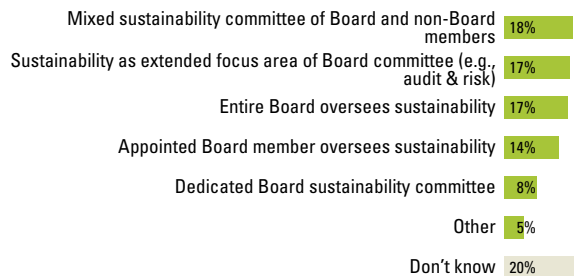 Mixed sustainability committee of Board and non-Board
members
18%
Sustainability as extended focus area of Board committee (e.g.,
audit & risk)
17%
Entire Board oversees sustainability
17%
Appointed Board member oversees sustainability
14%
Dedicated Board sustainability committee
8%
Other
5%
Don't know
20%